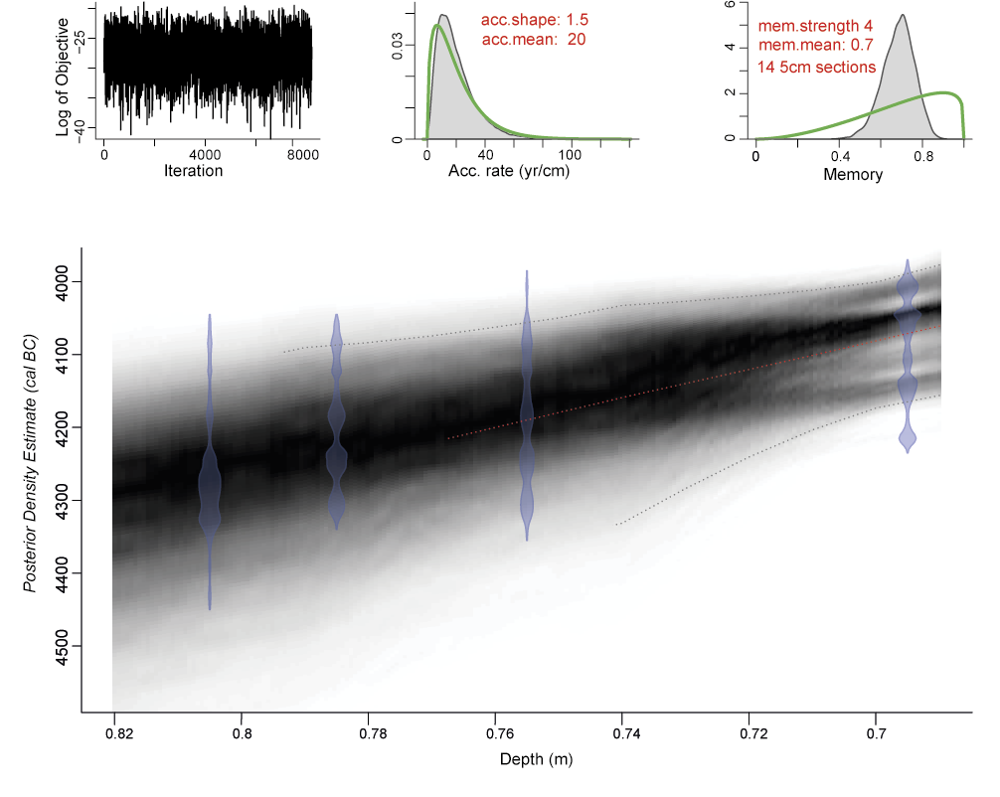 Log of Objective
−25
−40
0
4000
8000
Iteration
0.03
0
acc.shape: 1.5
acc.mean: 20
0
40
100
Acc. rate (yr/cm)
6
4
2
0
mem.strength 4
mem.mean: 0.7
14 5cm sections
0
0.4
0.8
Memory
Posterior Density Estimate (cal BC)
4000
4100
4200
4300
4400
4500
0.82
0.8
0.78
0.76
0.74
0.72
0.7
Depth (m)